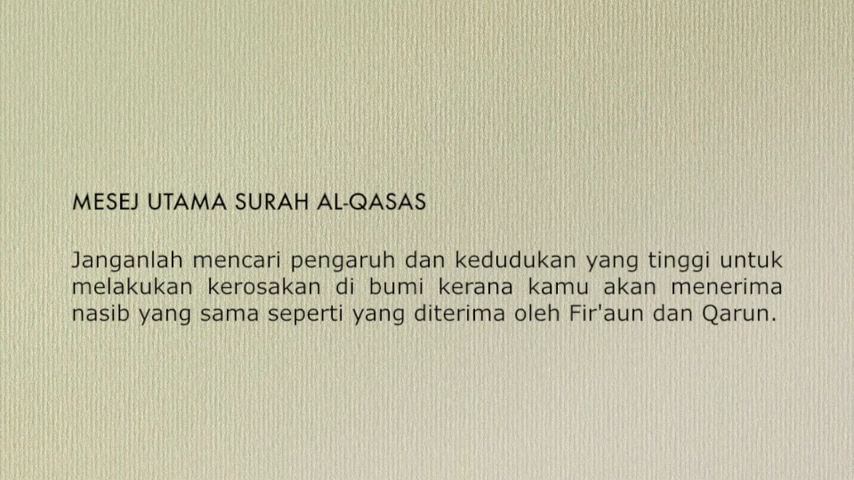 MESEJ UTAMA SURAH AL-QASAS
Janganlah mencari pengaruh dan kedudukan yang tinggi untuk
melakukan kerosakan di bumi kerana kamu akan menerima
nasib yang sama seperti yang diterima oleh Fir'aun dan Qarun.